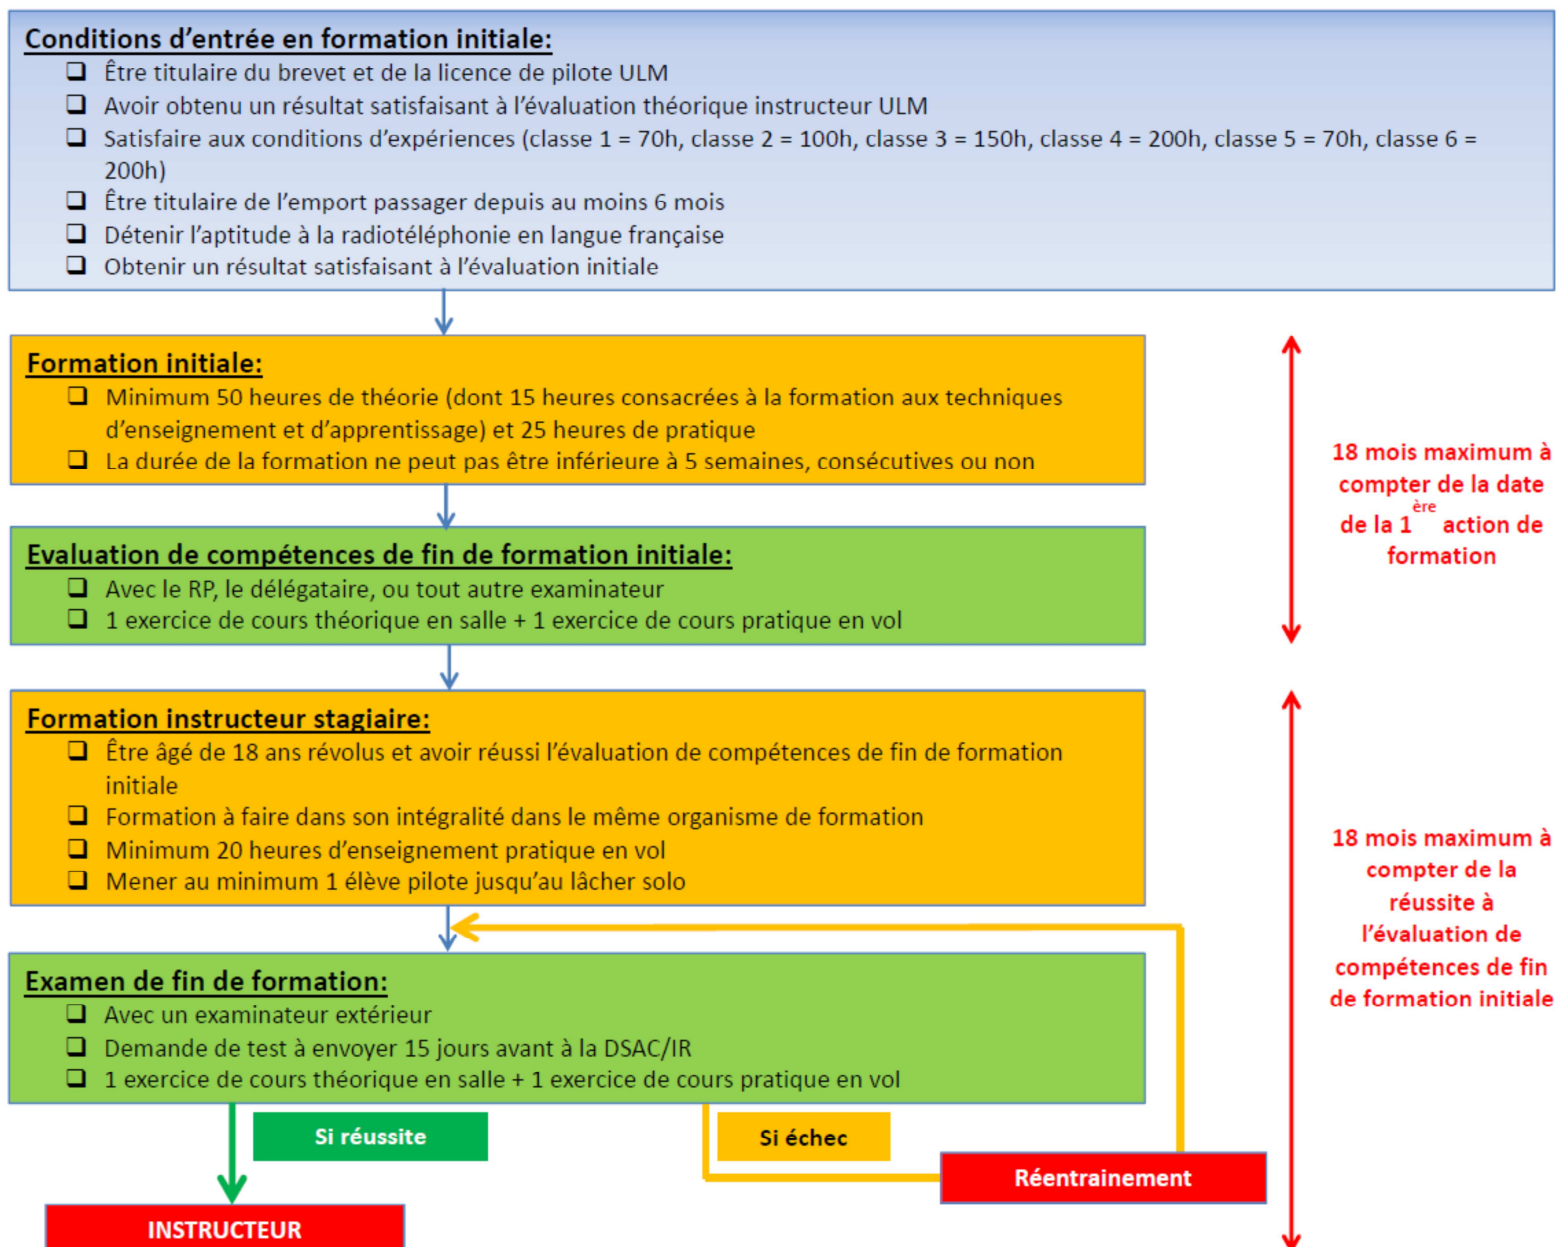 Conditions d’entrée en formation initiale:
❑ Être titulaire du brevet et de la licence de pilote ULM
❑ Avoir obtenu un résultat satisfaisant à l’évaluation théorique instructeur ULM
❑ Satisfaire aux conditions d’expériences (classe 1 = 70h, classe 2 = 100h, classe 3 = 150h, classe 4 = 200h, classe 5 = 70h, classe 6 =
200h)
❑ Être titulaire de l’emport passager depuis au moins 6 mois
❑ Détenir l’aptitude à la radiotéléphonie en langue française
❑ Obtenir un résultat satisfaisant à l’évaluation initiale
Formation initiale:
❑ Minimum 50 heures de théorie (dont 15 heures consacrées à la formation aux techniques
d’enseignement et d’apprentissage) et 25 heures de pratique
❑ La durée de la formation ne peut pas être inférieure à 5 semaines, consécutives ou non
Evaluation de compétences de fin de formation initiale:
❑ Avec le RP, le délégataire, ou tout autre examinateur
❑ 1 exercice de cours théorique en salle + 1 exercice de cours pratique en vol
18 mois maximum à
compter de la date
de la 1ère action de
formation
Formation instructeur stagiaire:
❑ Être âgé de 18 ans révolus et avoir réussi l’évaluation de compétences de fin de formation
initiale
❑ Formation à faire dans son intégralité dans le même organisme de formation
❑ Minimum 20 heures d’enseignement pratique en vol
❑ Mener au minimum 1 élève pilote jusqu’au lâcher solo
Examen de fin de formation:
❑ Avec un examinateur extérieur
❑ Demande de test à envoyer 15 jours avant à la DSAC/IR
❑ 1 exercice de cours théorique en salle + 1 exercice de cours pratique en vol
18 mois maximum à
compter de la
réussite à
l’évaluation de
compétences de fin
de formation initiale
Si réussite
Si échec
Réentrainement
INSTRUCTEUR